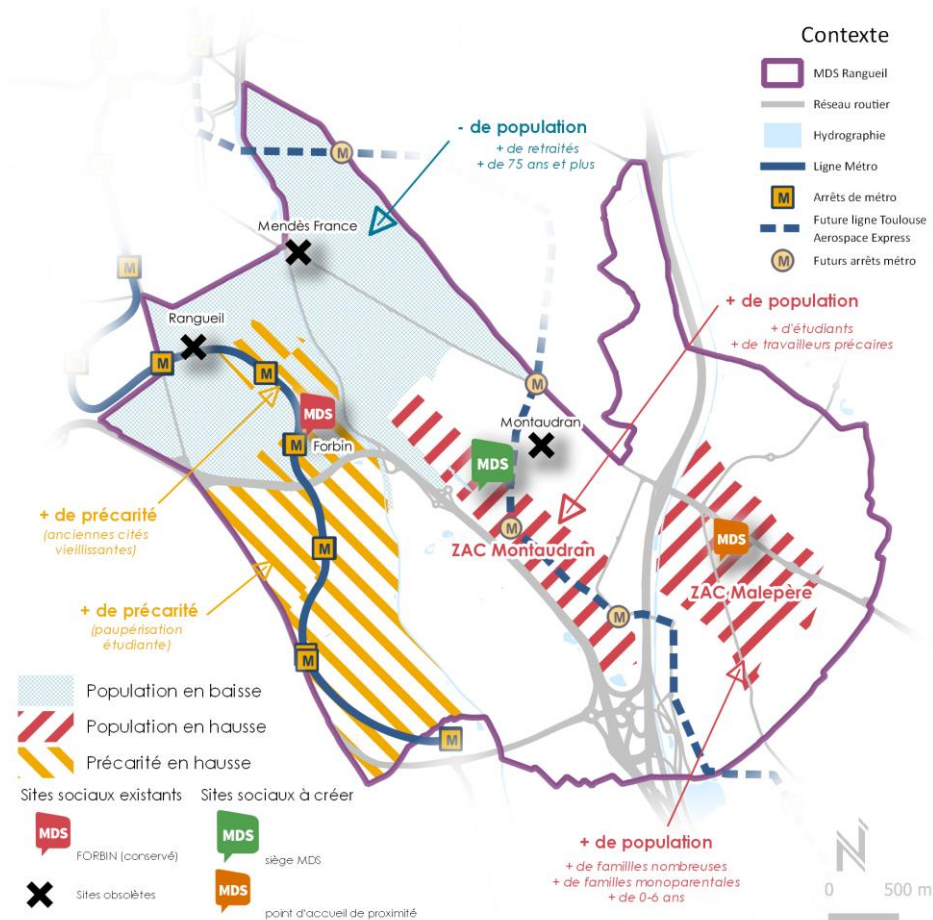 Contexte
MDS Rangueil
Réseau routier
Hydrographie
Ligne Métro
M
Arrêts de métro
Future ligne Toulouse
Aerospace Express
M
Futurs arrêts métro
- de population
+ de retraités
+ de 75 ans et plus
M
M
M
Mendès France
M
Rangueil
M
M
+ de population
+ d'étudiants
+ de travailleurs précaires
M
MDS
M
Forbin
Montaudran
MDS
+ de précarité
(anciennes cités
vieillissantes)
M
M
ZAC Montaudran
MDS
ZAC Malepère
+ de précarité
(paupérisation
étudiante)
M
M
M
Population en baisse
Population en hausse
Précarité en hausse
Sites sociaux existants
Sites sociaux à créer
MDS
FORBIN (conservé)
MDS
siège MDS
Sites obsolètes
MDS
point d'accueil de proximité
+ de population
+ de familles nombreuses
+ de familles monoparentales
+ de 0-6 ans
N
0 500 m